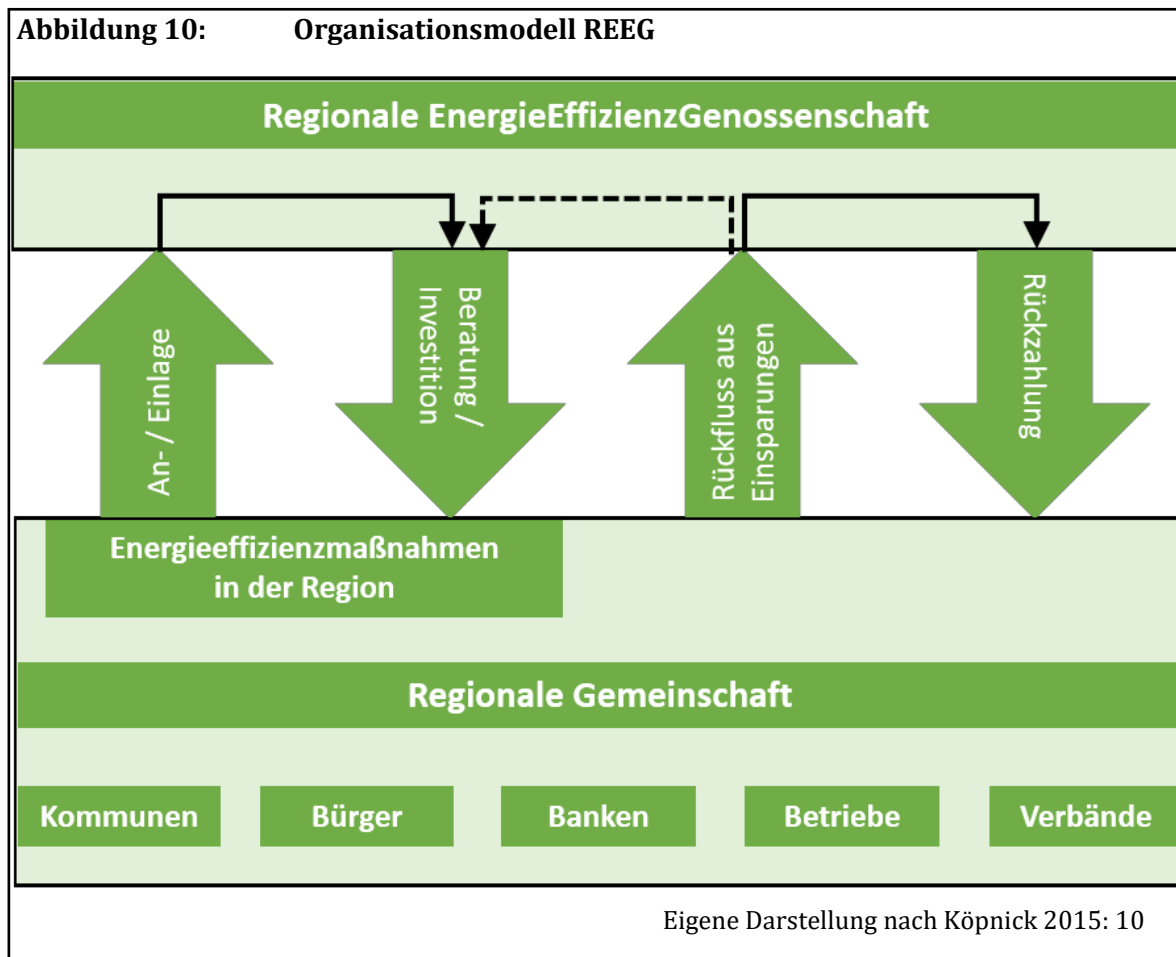 Abbildung 10: Organisationsmodell REEG
Regionale EnergieEffizienzGenossenschaft
An- / Einlage
Beratung /
Investition
Rückfluss aus
Einsparungen
Rückzahlung
Energieeffizienzmaßnahmen
in der Region
Regionale Gemeinschaft
Kommunen
Bürger
Banken
Betriebe
Verbände
Eigene Darstellung nach Köpnick 2015: 10